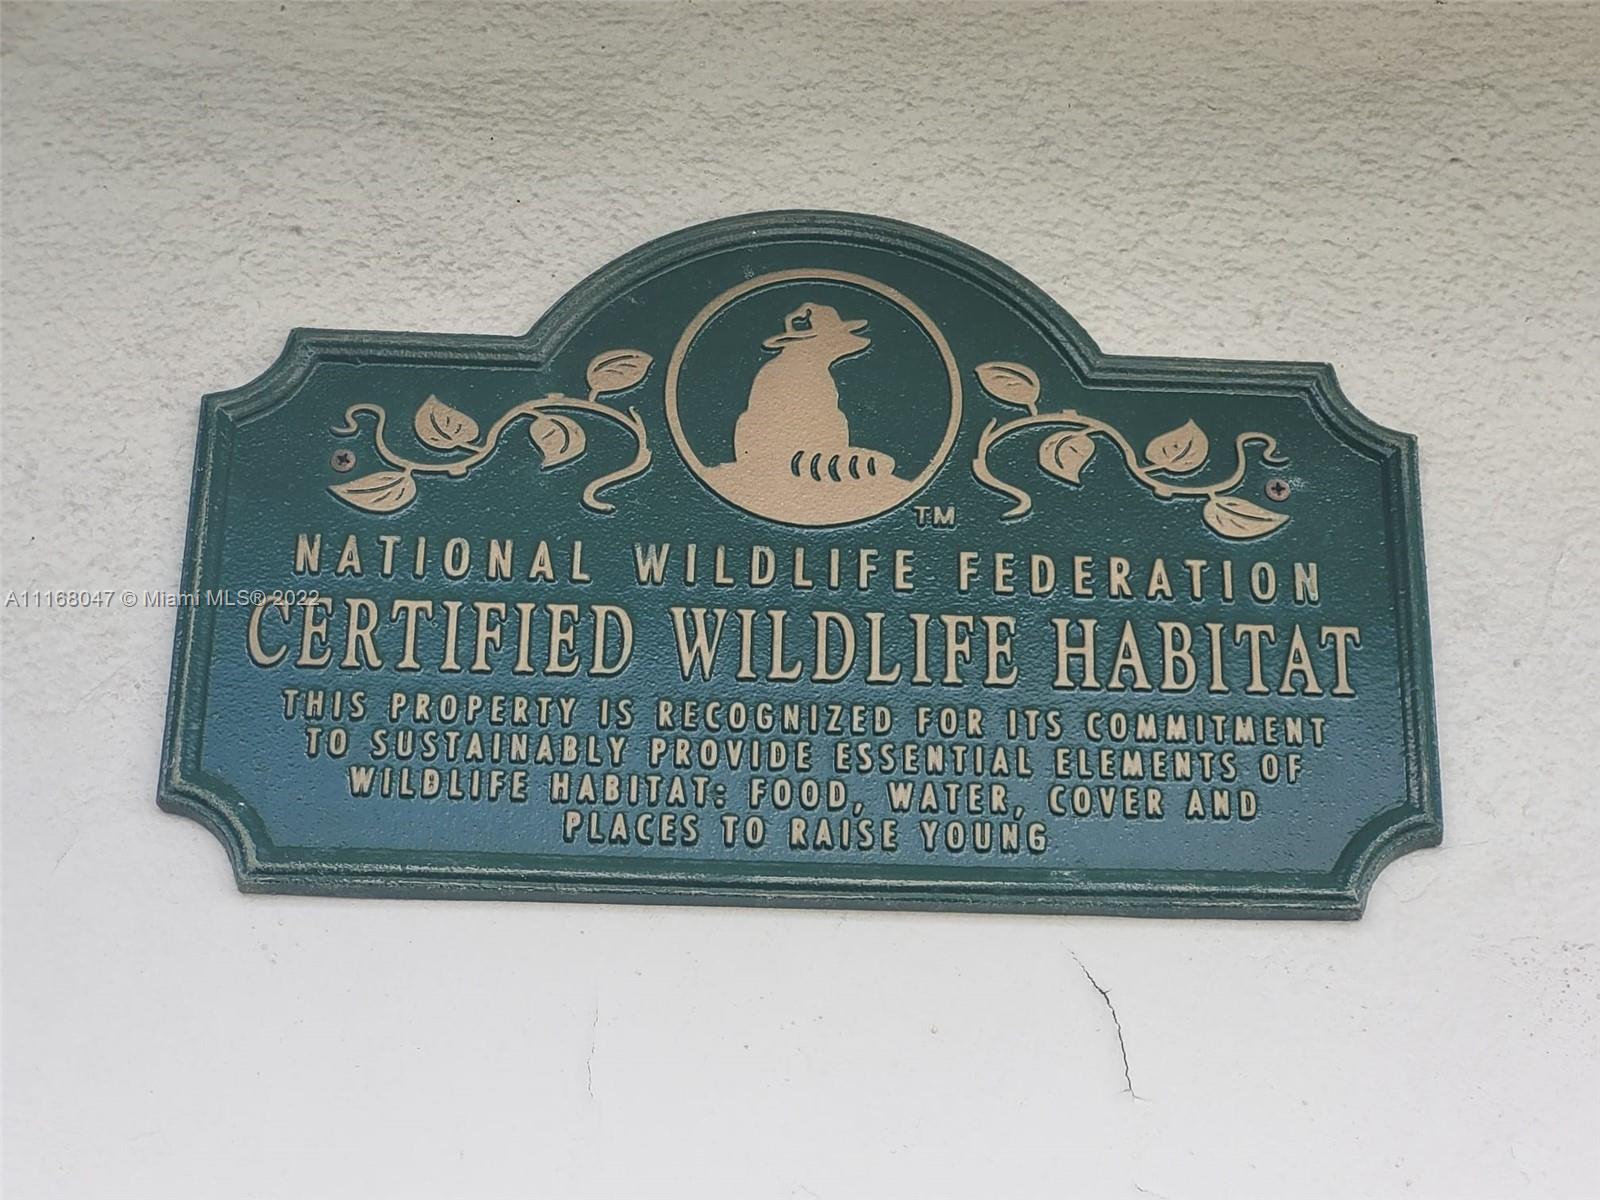 TM
NATIONAL WILDLIFE FEDERATION
A11168047 © Miami MLS® 2022
CERTIFIED WILDLIFE HABITAT
THIS PROPERTY IS RECOGNIZED FOR ITS COMMITMENT
TO SUSTAINABLY PROVIDE ESSENTIAL ELEMENTS OF
WILDLIFE HABITAT: FOOD, WATER, COVER AND
PLACES TO RAISE YOUNG